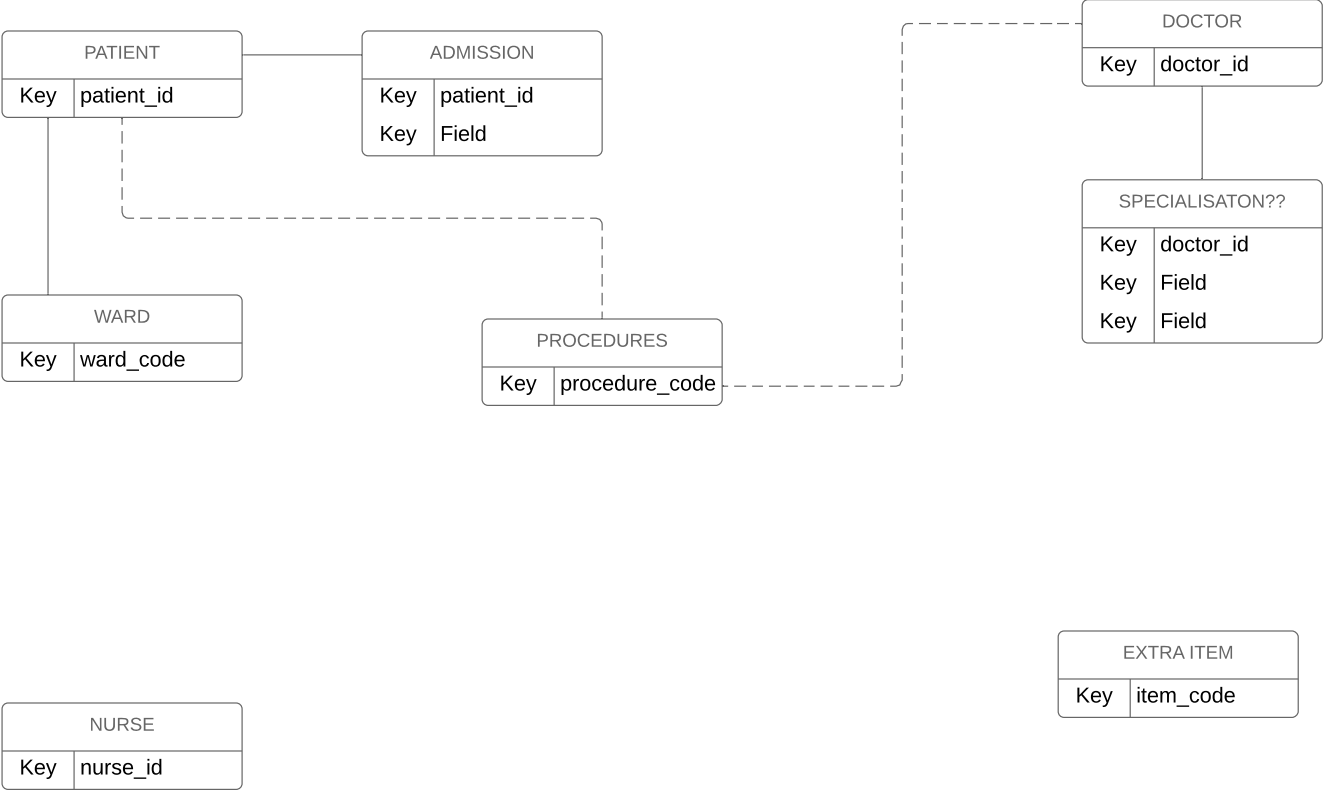 PATIENT
Key patient_id
ADMISSION
Key patient_id
Key Field
DOCTOR
Key doctor_id
SPECIALISATON??
Key doctor_id
Key Field
Key Field
WARD
Key ward_code
PROCEDURES
Key procedure_code
EXTRA ITEM
Key item_code
NURSE
Key nurse_id